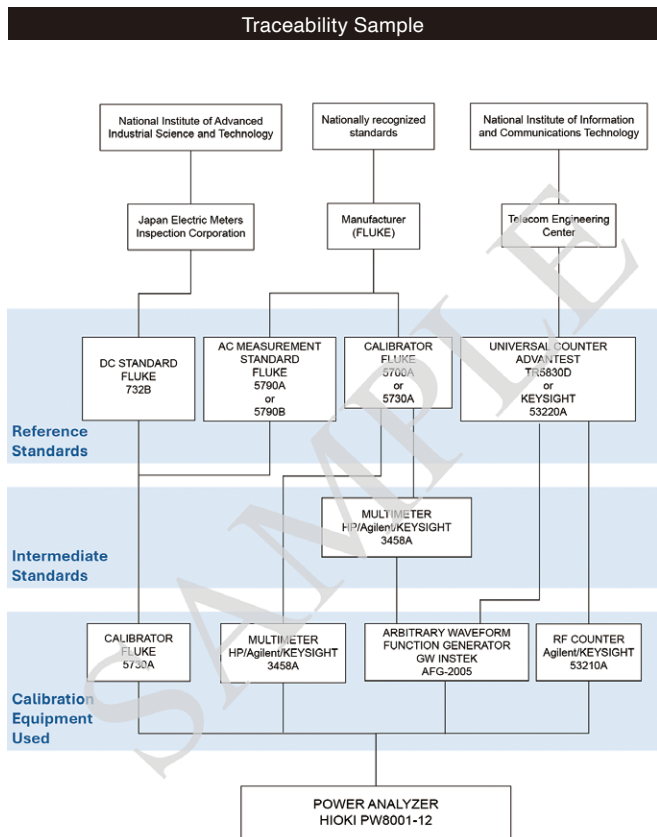 Traceability Sample
National Institute of Advanced
Industrial Science and Technology
Nationally recognized
standards
National Institute of Information
and Communications Technology
Japan Electric Meters
Inspection Corporation
Manufacturer
(FLUKE)
Telecom Engineering
Center
DC STANDARD
FLUKE
732B
AC MEASUREMENT
STANDARD
FLUKE
5790A
or
5790B
CALIBRATOR
FLUKE
5700A
or
5730A
UNIVERSAL COUNTER
ADVANTEST
TR5830D
or
KEYSIGHT
53220A
Reference
Standards
MULTIMETER
HP/Agilent/KEYSIGHT
3458A
Intermediate
Standards
CALIBRATOR
FLUKE
5730A
MULTIMETER
HP/Agilent/KEYSIGHT
3458A
ARBITRARY WAVEFORM
FUNCTION GENERATOR
GW INSTEK
AFG-2005
RF COUNTER
Agilent/KEYSIGHT
53210A
Calibration
Equipment
Used
POWER ANALYZER
HIOKI PW8001-12
SAMPLE